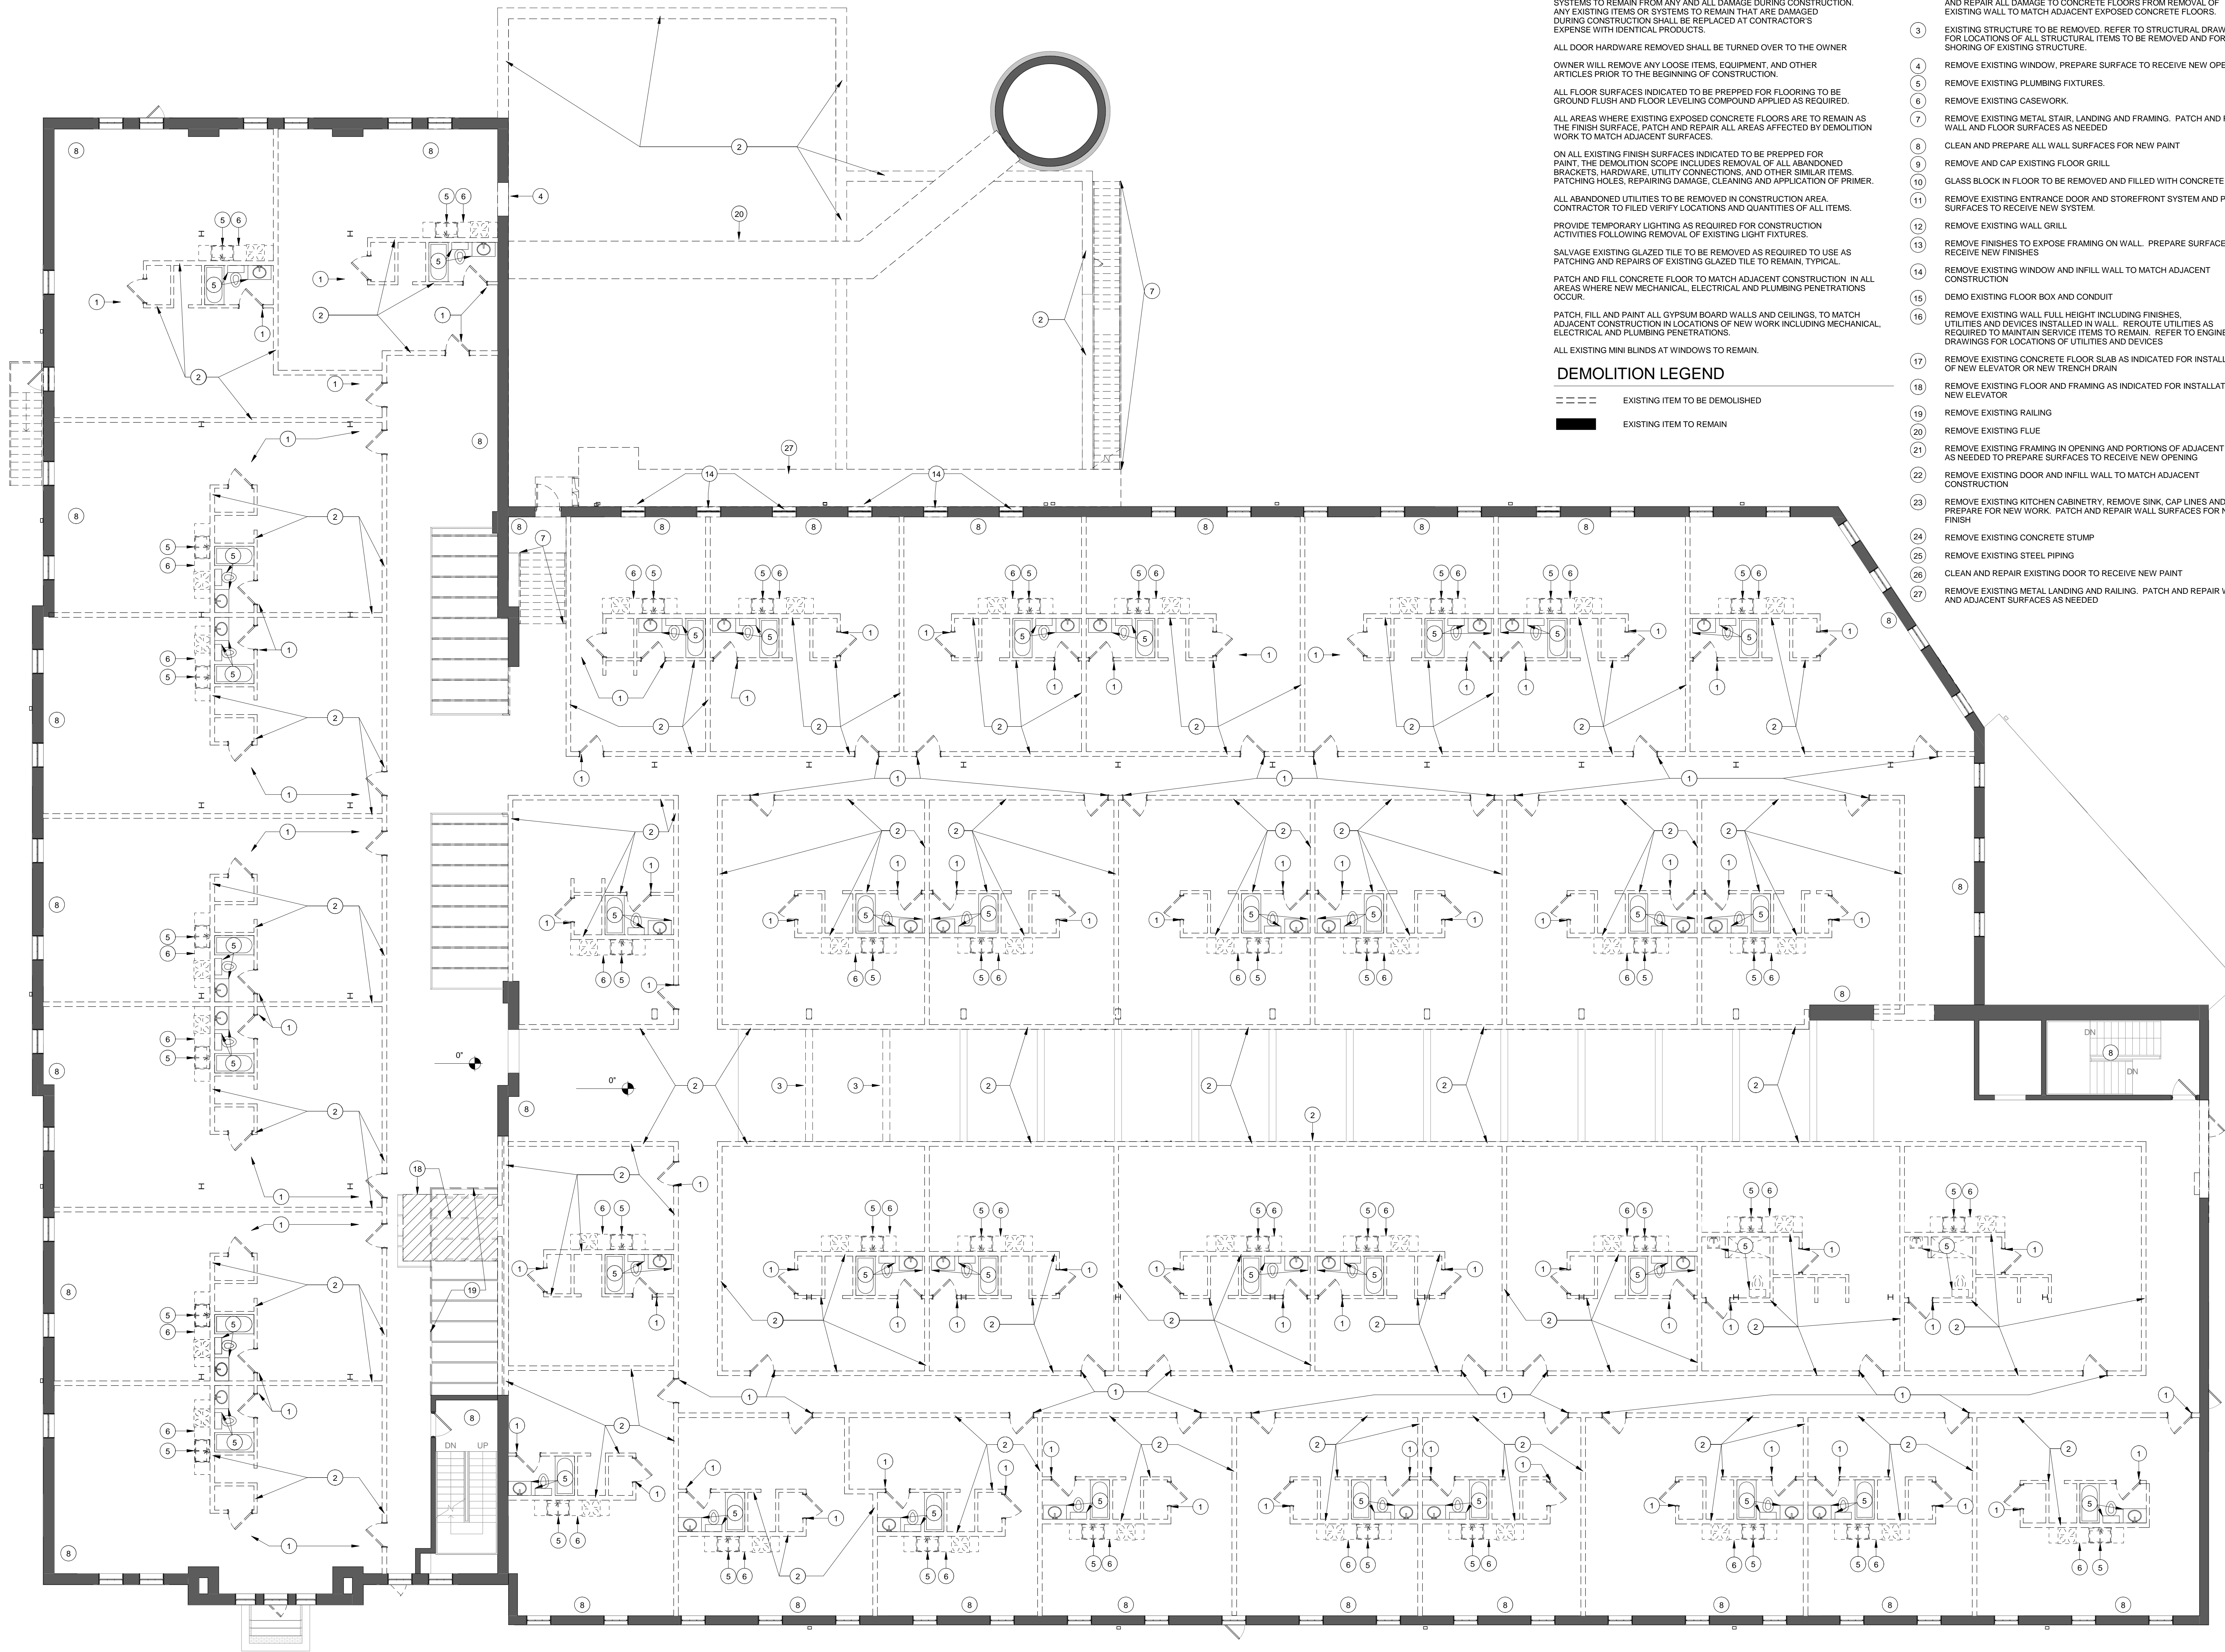 SYSTEMS TO REMAIN FROM ANY AND ALL DAMAGE DURING CONSTRUCTION.
ANY EXISTING ITEMS OR SYSTEMS TO REMAIN THAT ARE DAMAGED
DURING CONSTRUCTION SHALL BE REPLACED AT CONTRACTOR'S
EXPENSE WITH IDENTICAL PRODUCTS.
ALL DOOR HARDWARE REMOVED SHALL BE TURNED OVER TO THE OWNER
OWNER WILL REMOVE ANY LOOSE ITEMS, EQUIPMENT, AND OTHER
ARTICLES PRIOR TO THE BEGINNING OF CONSTRUCTION.
ALL FLOOR SURFACES INDICATED TO BE PREPPED FOR FLOORING TO BE
GROUND FLUSH AND FLOOR LEVELING COMPOUND APPLIED AS REQUIRED.
ALL AREAS WHERE EXISTING EXPOSED CONCRETE FLOORS ARE TO REMAIN AS
THE FINISH SURFACE, PATCH AND REPAIR ALL AREAS AFFECTED BY DEMOLITION
WORK TO MATCH ADJACENT SURFACES.
ON ALL EXISTING FINISH SURFACES INDICATED TO BE PREPPED FOR
PAINT, THE DEMOLITION SCOPE INCLUDES REMOVAL OF ALL ABANDONED
BRACKETS, HARDWARE, UTILITY CONNECTIONS, AND OTHER SIMILAR ITEMS.
PATCHING HOLES, REPAIRING DAMAGE, CLEANING AND APPLICATION OF PRIMER.
ALL ABANDONED UTILITIES TO BE REMOVED IN CONSTRUCTION AREA.
CONTRACTOR TO FILED VERIFY LOCATIONS AND QUANTITIES OF ALL ITEMS.
PROVIDE TEMPORARY LIGHTING AS REQUIRED FOR CONSTRUCTION
ACTIVITIES FOLLOWING REMOVAL OF EXISTING LIGHT FIXTURES.
SALVAGE EXISTING GLAZED TILE TO BE REMOVED AS REQUIRED TO USE AS
PATCHING AND REPAIRS OF EXISTING GLAZED TILE TO REMAIN, TYPICAL.
PATCH AND FILL CONCRETE FLOOR TO MATCH ADJACENT CONSTRUCTION IN ALL
AREAS WHERE NEW MECHANICAL, ELECTRICAL AND PLUMBING PENETRATIONS
OCCUR.
PATCH, FILL AND PAINT ALL GYPSUM BOARD WALLS AND CEILINGS, TO MATCH
ADJACENT CONSTRUCTION IN LOCATIONS OF NEW WORK INCLUDING MECHANICAL,
ELECTRICAL AND PLUMBING PENETRATIONS.
ALL EXISTING MINI BLINDS AT WINDOWS TO REMAIN.
DEMOLITION LEGEND
EXISTING ITEM TO BE DEMOLISHED
EXISTING ITEM TO REMAIN
AND REPAIR ALL DAMAGE TO CONCRETE FLOORS FROM REMOVAL OF
EXISTING WALL TO MATCH ADJACENT EXPOSED CONCRETE FLOORS.
3 EXISTING STRUCTURE TO BE REMOVED. REFER TO STRUCTURAL DRAW
FOR LOCATIONS OF ALL STRUCTURAL ITEMS TO BE REMOVED AND FOR
SHORING OF EXISTING STRUCTURE.
4 REMOVE EXISTING WINDOW, PREPARE SURFACE TO RECEIVE NEW OPE
5 REMOVE EXISTING PLUMBING FIXTURES.
6 REMOVE EXISTING CASEWORK.
7 REMOVE EXISTING METAL STAIR, LANDING AND FRAMING. PATCH AND
WALL AND FLOOR SURFACES AS NEEDED
8 CLEAN AND PREPARE ALL WALL SURFACES FOR NEW PAINT
9 REMOVE AND CAP EXISTING FLOOR GRILL
10 GLASS BLOCK IN FLOOR TO BE REMOVED AND FILLED WITH CONCRETE
11 REMOVE EXISTING ENTRANCE DOOR AND STOREFRONT SYSTEM AND P
SURFACES TO RECEIVE NEW SYSTEM.
12 REMOVE EXISTING WALL GRILL
13 REMOVE FINISHES TO EXPOSE FRAMING ON WALL. PREPARE SURFACE
RECEIVE NEW FINISHES
14 REMOVE EXISTING WINDOW AND INFILL WALL TO MATCH ADJACENT
CONSTRUCTION
15 DEMO EXISTING FLOOR BOX AND CONDUIT
16 REMOVE EXISTING WALL FULL HEIGHT INCLUDING FINISHES,
UTILITIES AND DEVICES INSTALLED IN WALL. REROUTE UTILITIES AS
REQUIRED TO MAINTAIN SERVICE ITEMS TO REMAIN. REFER TO ENGINE
DRAWINGS FOR LOCATIONS OF UTILITIES AND DEVICES
17 REMOVE EXISTING CONCRETE FLOOR SLAB AS INDICATED FOR INSTALL
OF NEW ELEVATOR OR NEW TRENCH DRAIN
18 REMOVE EXISTING FLOOR AND FRAMING AS INDICATED FOR INSTALLAT
NEW ELEVATOR
19 REMOVE EXISTING RAILING
20 REMOVE EXISTING FLUE
21 REMOVE EXISTING FRAMING IN OPENING AND PORTIONS OF ADJACENT
AS NEEDED TO PREPARE SURFACES TO RECEIVE NEW OPENING
22 REMOVE EXISTING DOOR AND INFILL WALL TO MATCH ADJACENT
CONSTRUCTION
23 REMOVE EXISTING KITCHEN CABINETRY, REMOVE SINK, CAP LINES AND
PREPARE FOR NEW WORK. PATCH AND REPAIR WALL SURFACES FOR N
FINISH
24 REMOVE EXISTING CONCRETE STUMP
25 REMOVE EXISTING STEEL PIPING
26 CLEAN AND REPAIR EXISTING DOOR TO RECEIVE NEW PAINT
27 REMOVE EXISTING METAL LANDING AND RAILING. PATCH AND REPAIR W
AND ADJACENT SURFACES AS NEEDED
0"
0"
DN
DN
DN UP